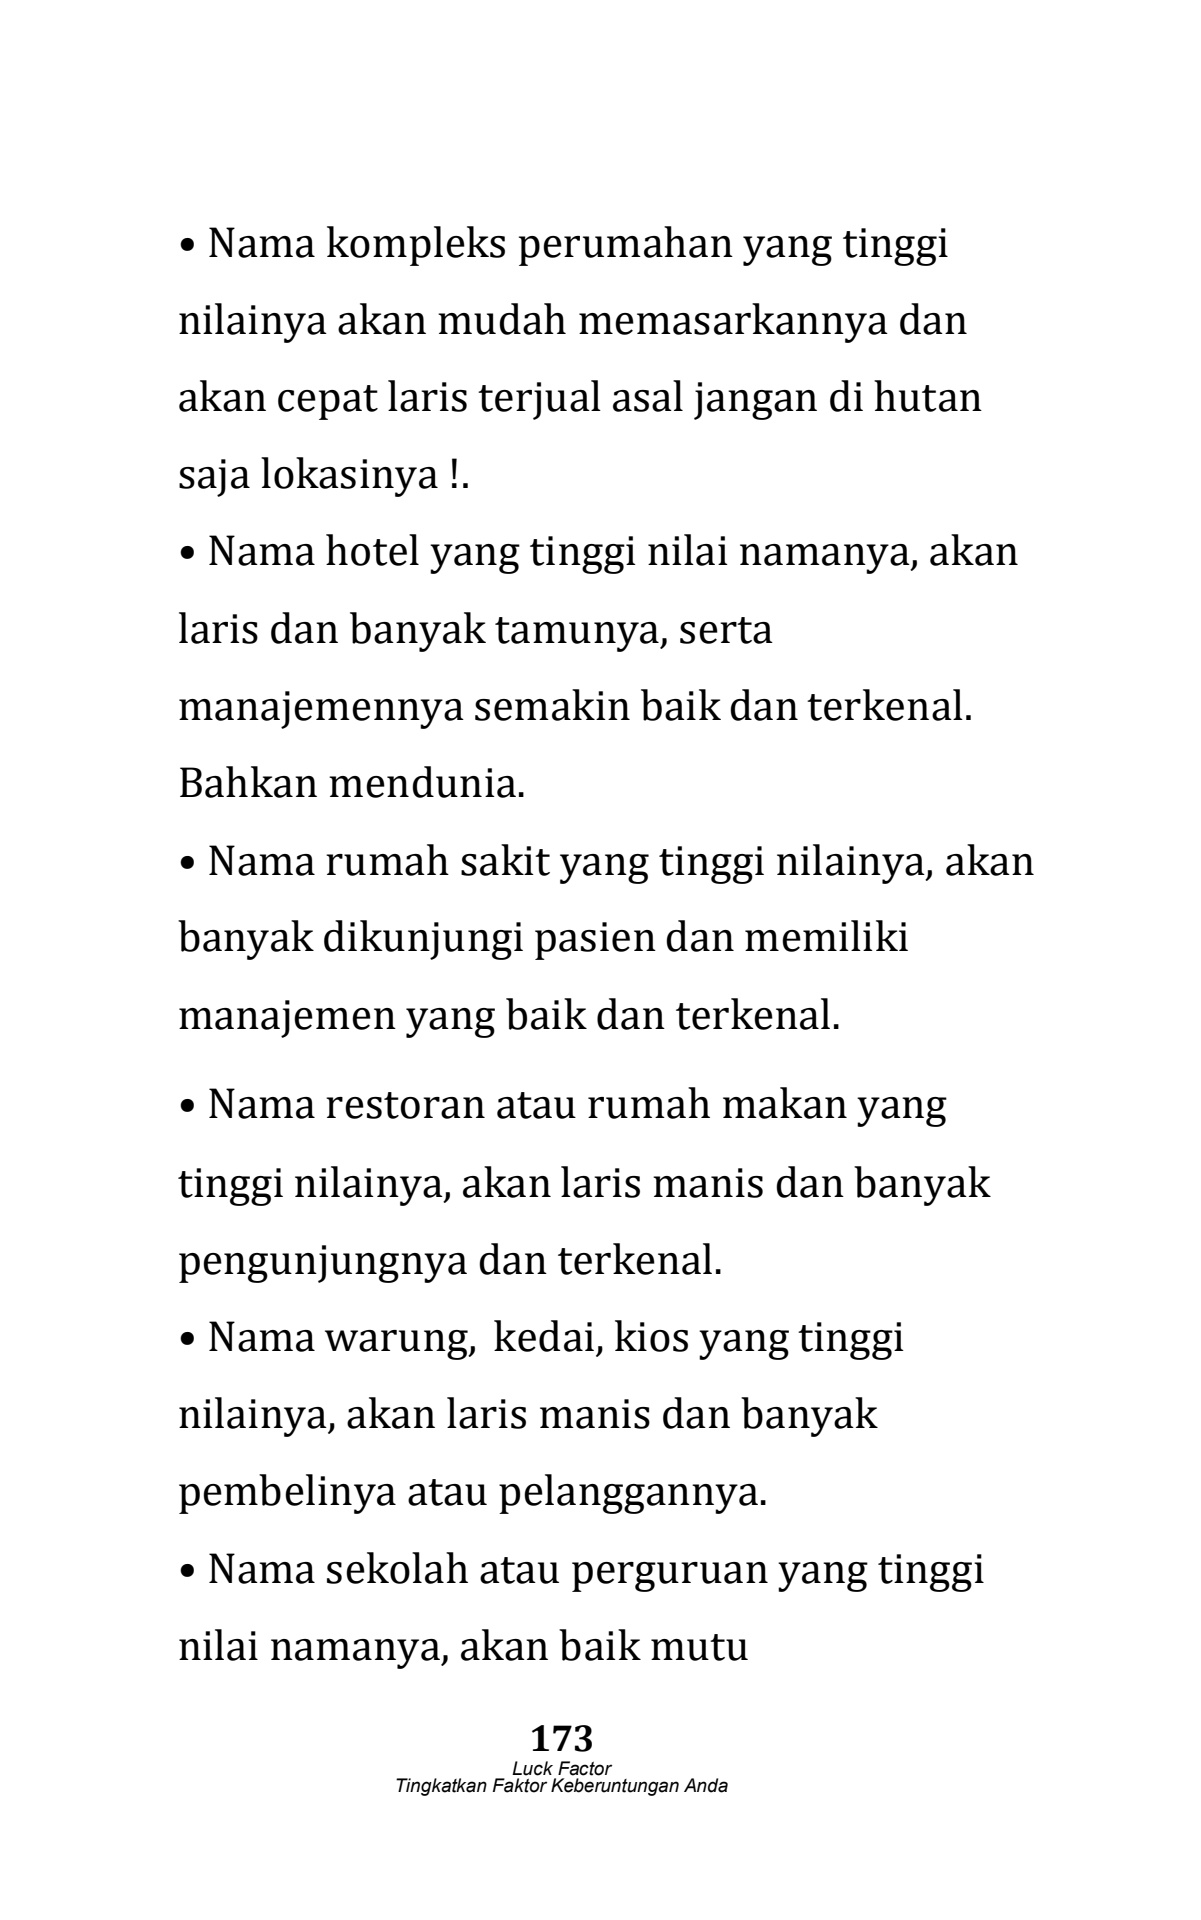 • Nama kompleks perumahan yang tinggi
nilainya akan mudah memasarkannya dan
akan cepat laris terjual asal jangan di hutan
saja lokasinya !.
• Nama hotel yang tinggi nilai namanya, akan
laris dan banyak tamunya, serta
manajemennya semakin baik dan terkenal.
Bahkan mendunia.
• Nama rumah sakit yang tinggi nilainya, akan
banyak dikunjungi pasien dan memiliki
manajemen yang baik dan terkenal.
• Nama restoran atau rumah makan yang
tinggi nilainya, akan laris manis dan banyak
pengunjungnya dan terkenal.
• Nama warung, kedai, kios yang tinggi
nilainya, akan laris manis dan banyak
pembelinya atau pelanggannya.
• Nama sekolah atau perguruan yang tinggi
nilai namanya, akan baik mutu
173
Luck Factor
Tingkatkan Faktor Keberuntungan Anda